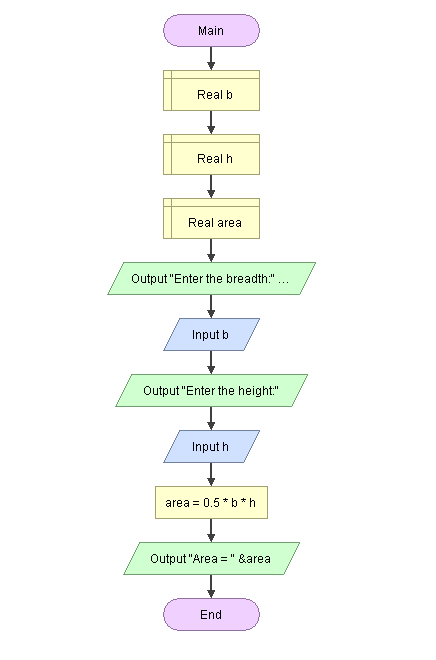 Main
Real b
Real h
Real area
Output "Enter the breadth:" ...
Input b
Output "Enter the height:"
Input h
area = 0.5 * b * h
Output "Area = " &area
End